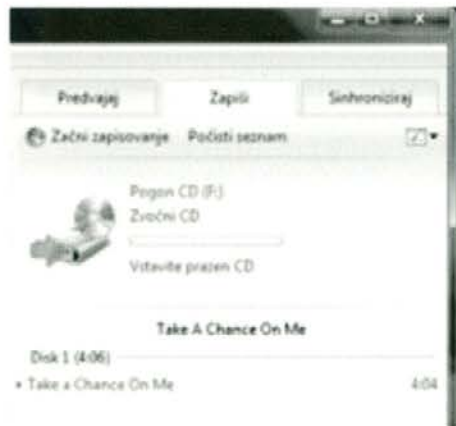 Predvajaj Zapiši Sinhroniziraj
Začni zapisovanje Počisti seznam
Pogon CD (F:)
Zvočni CD
Vstavite prazen CD
Take A Chance On Me
Disk 1 (4:06)
Take a Chance On Me 4:04